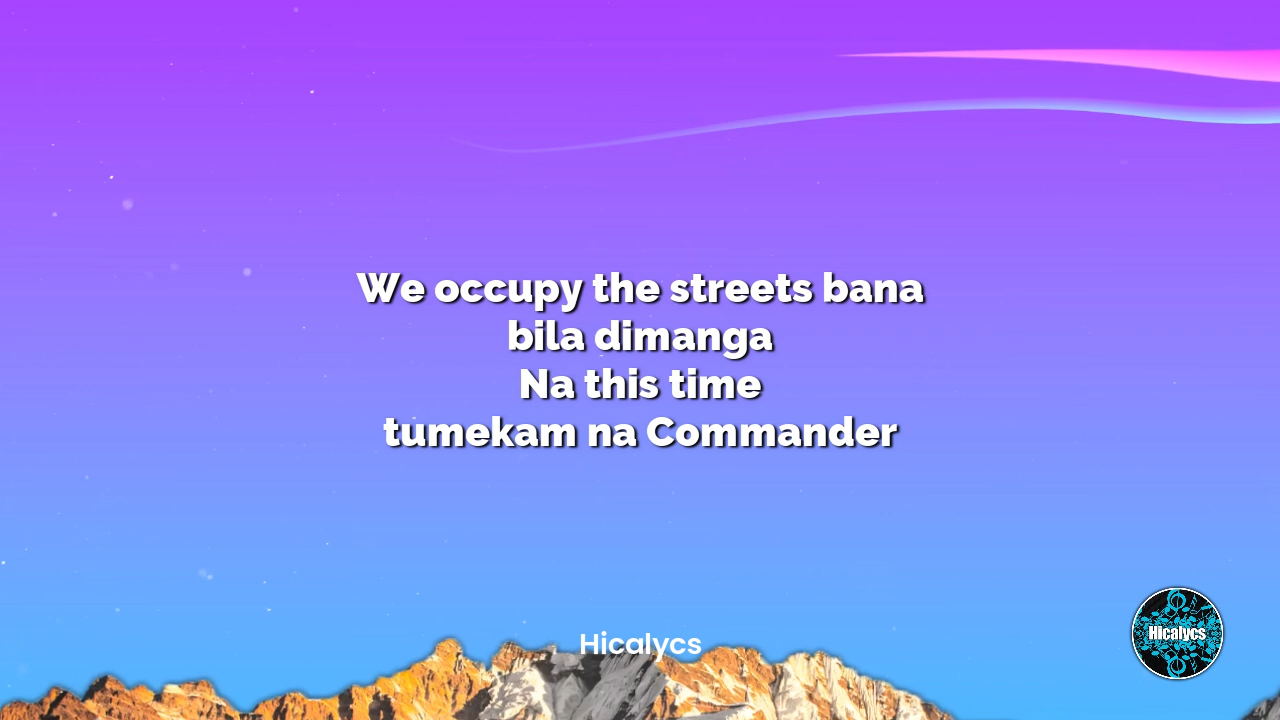 We occupy the streets bana
bila dimanga
Na this time
tumekam na Commander
Hicalycs
Hicalycs